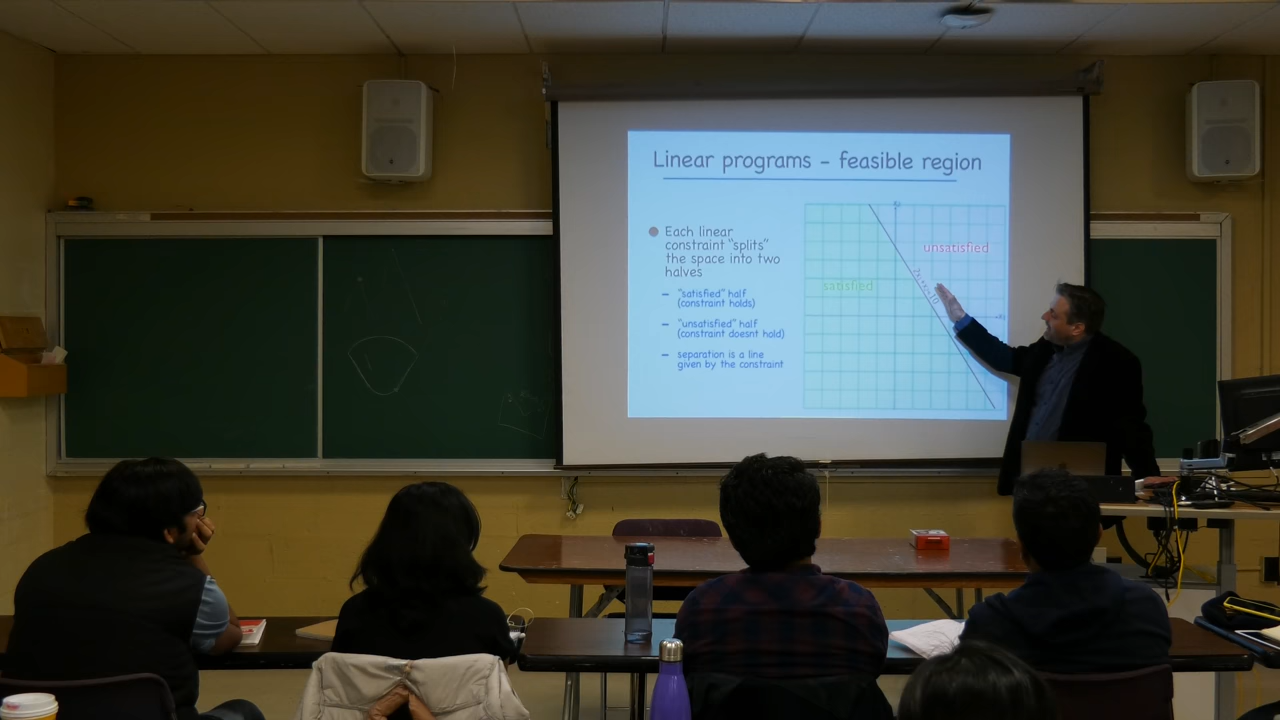 Linear programs - feasible region
Each linear
constraint "splits"
the space into two
halves
- "satisfied" half
(constraint holds)
- "unsatisfied" half
(constraint doesnt hold)
- separation is a line
given by the constraint
unsatisfied
satisfied